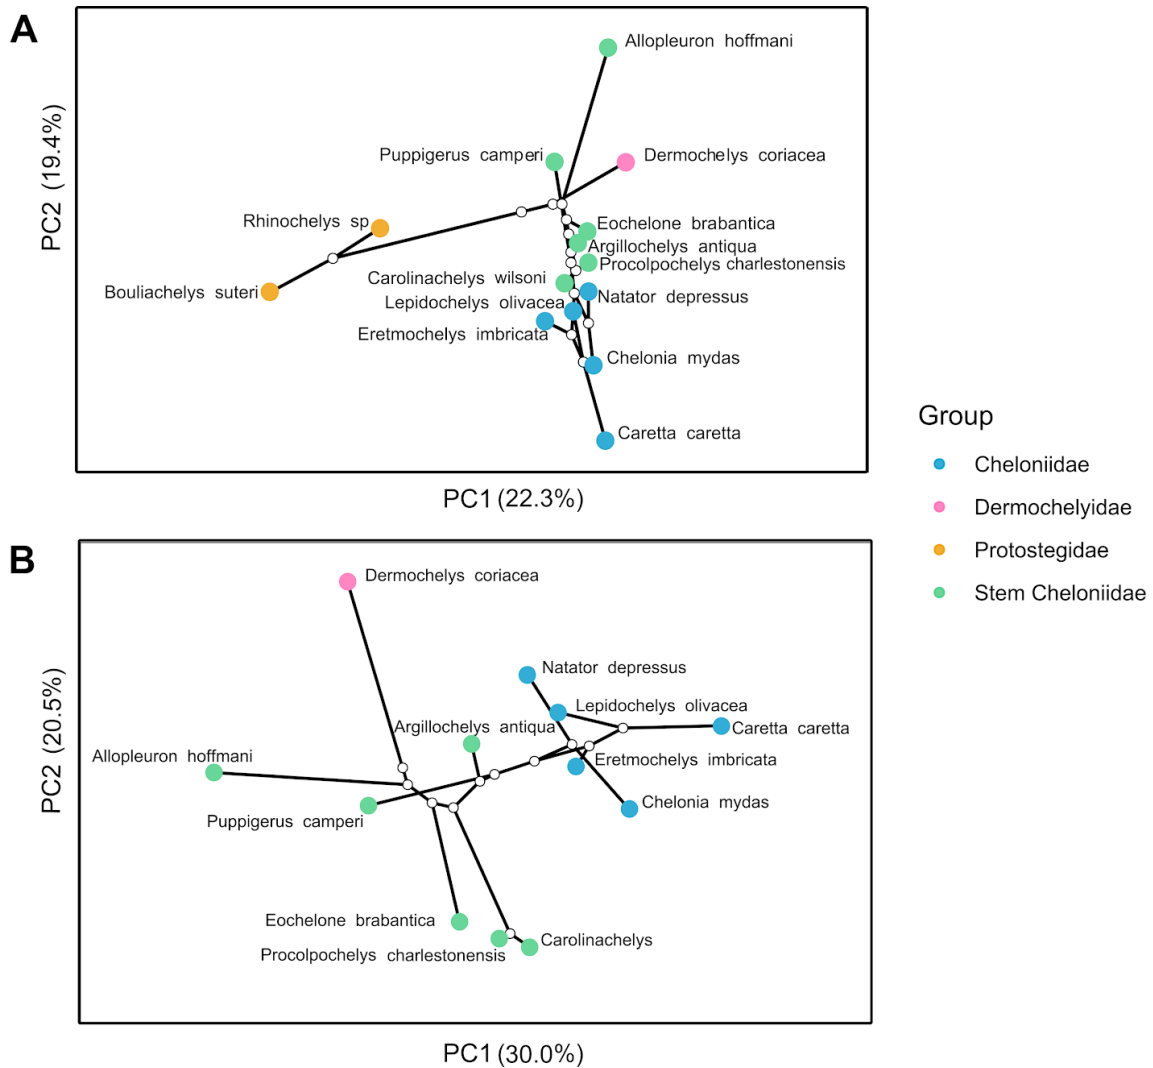 A
Allopleuron hoffmani
Puppigerus camperi
Dermochelys coriacea
Rhinochelys sp
Eochelone brabantica
Argillochelys antiqua
Procolpochelys charlestonensis
Carolinachelys wilsoni
Bouliachelys suteri
Natator depressus
Lepidochelys olivacea
Eretmochelys imbricata
Chelonia mydas
Caretta caretta
PC2 (19.4%)
PC1 (22.3%)
Group
Cheloniidae
Dermochelyidae
Protostegidae
Stem Cheloniidae
B
Dermochelys coriacea
Natator depressus
Lepidochelys olivacea
Argillochelys antiqua
Caretta caretta
Allopleuron hoffmani
Eretmochelys imbricata
Chelonia mydas
Puppigerus camperi
Eochelone brabantica
Carolinachelys
Procolpochelys charlestonensis
PC2 (20.5%)
PC1 (30.0%)